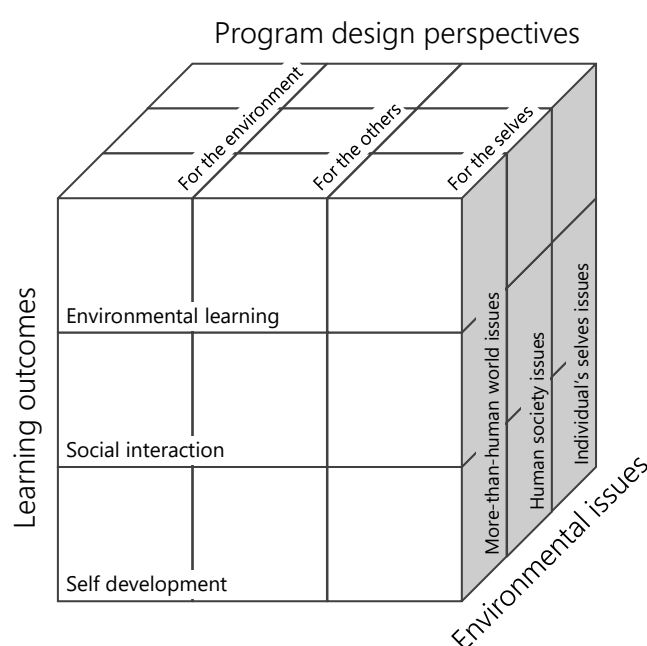 Program design perspectives
For the environment
For the others
For the selves
Learning outcomes
Environmental learning
Social interaction
Self development
More-than-human world issues
Human society issues
Individual's selves issues
Environmental issues